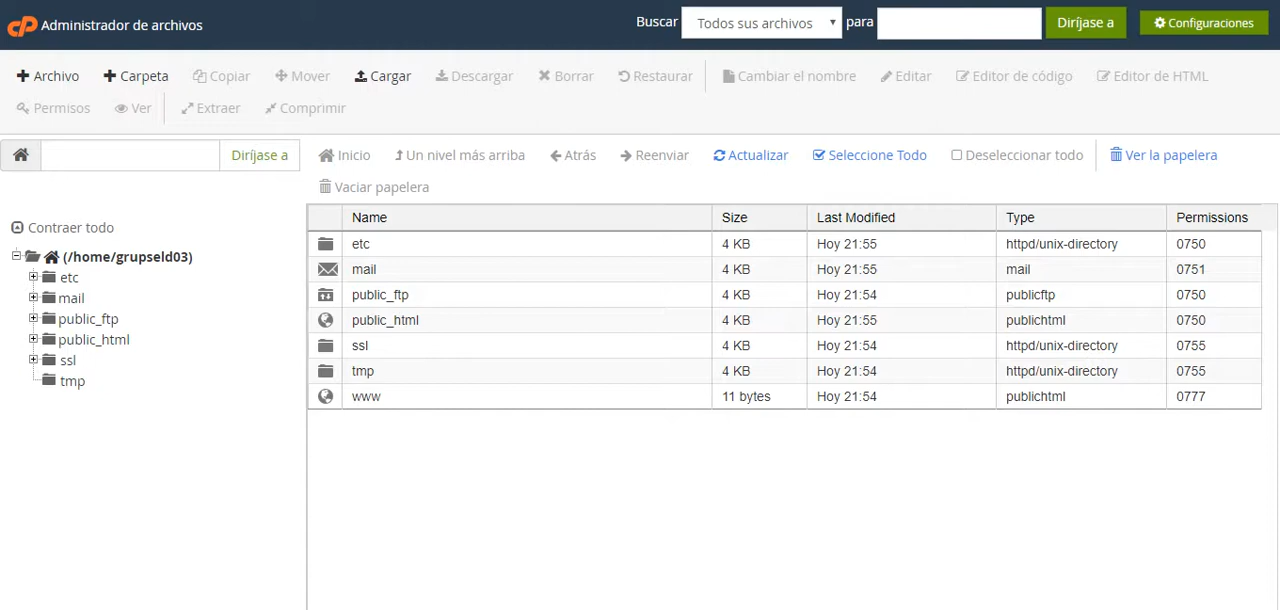 cP Administrador de archivos Buscar Todos sus archivos para Diríjase a Configuraciones
Archivo Carpeta Copiar Mover Cargar Descargar Borrar Restaurar Cambiar el nombre Editar Editor de código Editor de HTML
Permisos Ver Extraer Comprimir
Diríjase a Inicio Un nivel más arriba Atrás Reenviar Actualizar Seleccione Todo Deseleccionar todo Ver la papelera
Vaciar papelera
Contraer todo
(/home/grupseld03)
etc
mail
public_ftp
public_html
ssl
tmp
Name Size Last Modified Type Permissions
etc 4 KB Hoy 21:55 httpd/unix-directory 0750
mail 4 KB Hoy 21:55 mail 0751
public_ftp 4 KB Hoy 21:54 publicftp 0750
public_html 4 KB Hoy 21:55 publichtml 0750
ssl 4 KB Hoy 21:54 httpd/unix-directory 0755
tmp 4 KB Hoy 21:54 httpd/unix-directory 0755
www 11 bytes Hoy 21:54 publichtml 0777